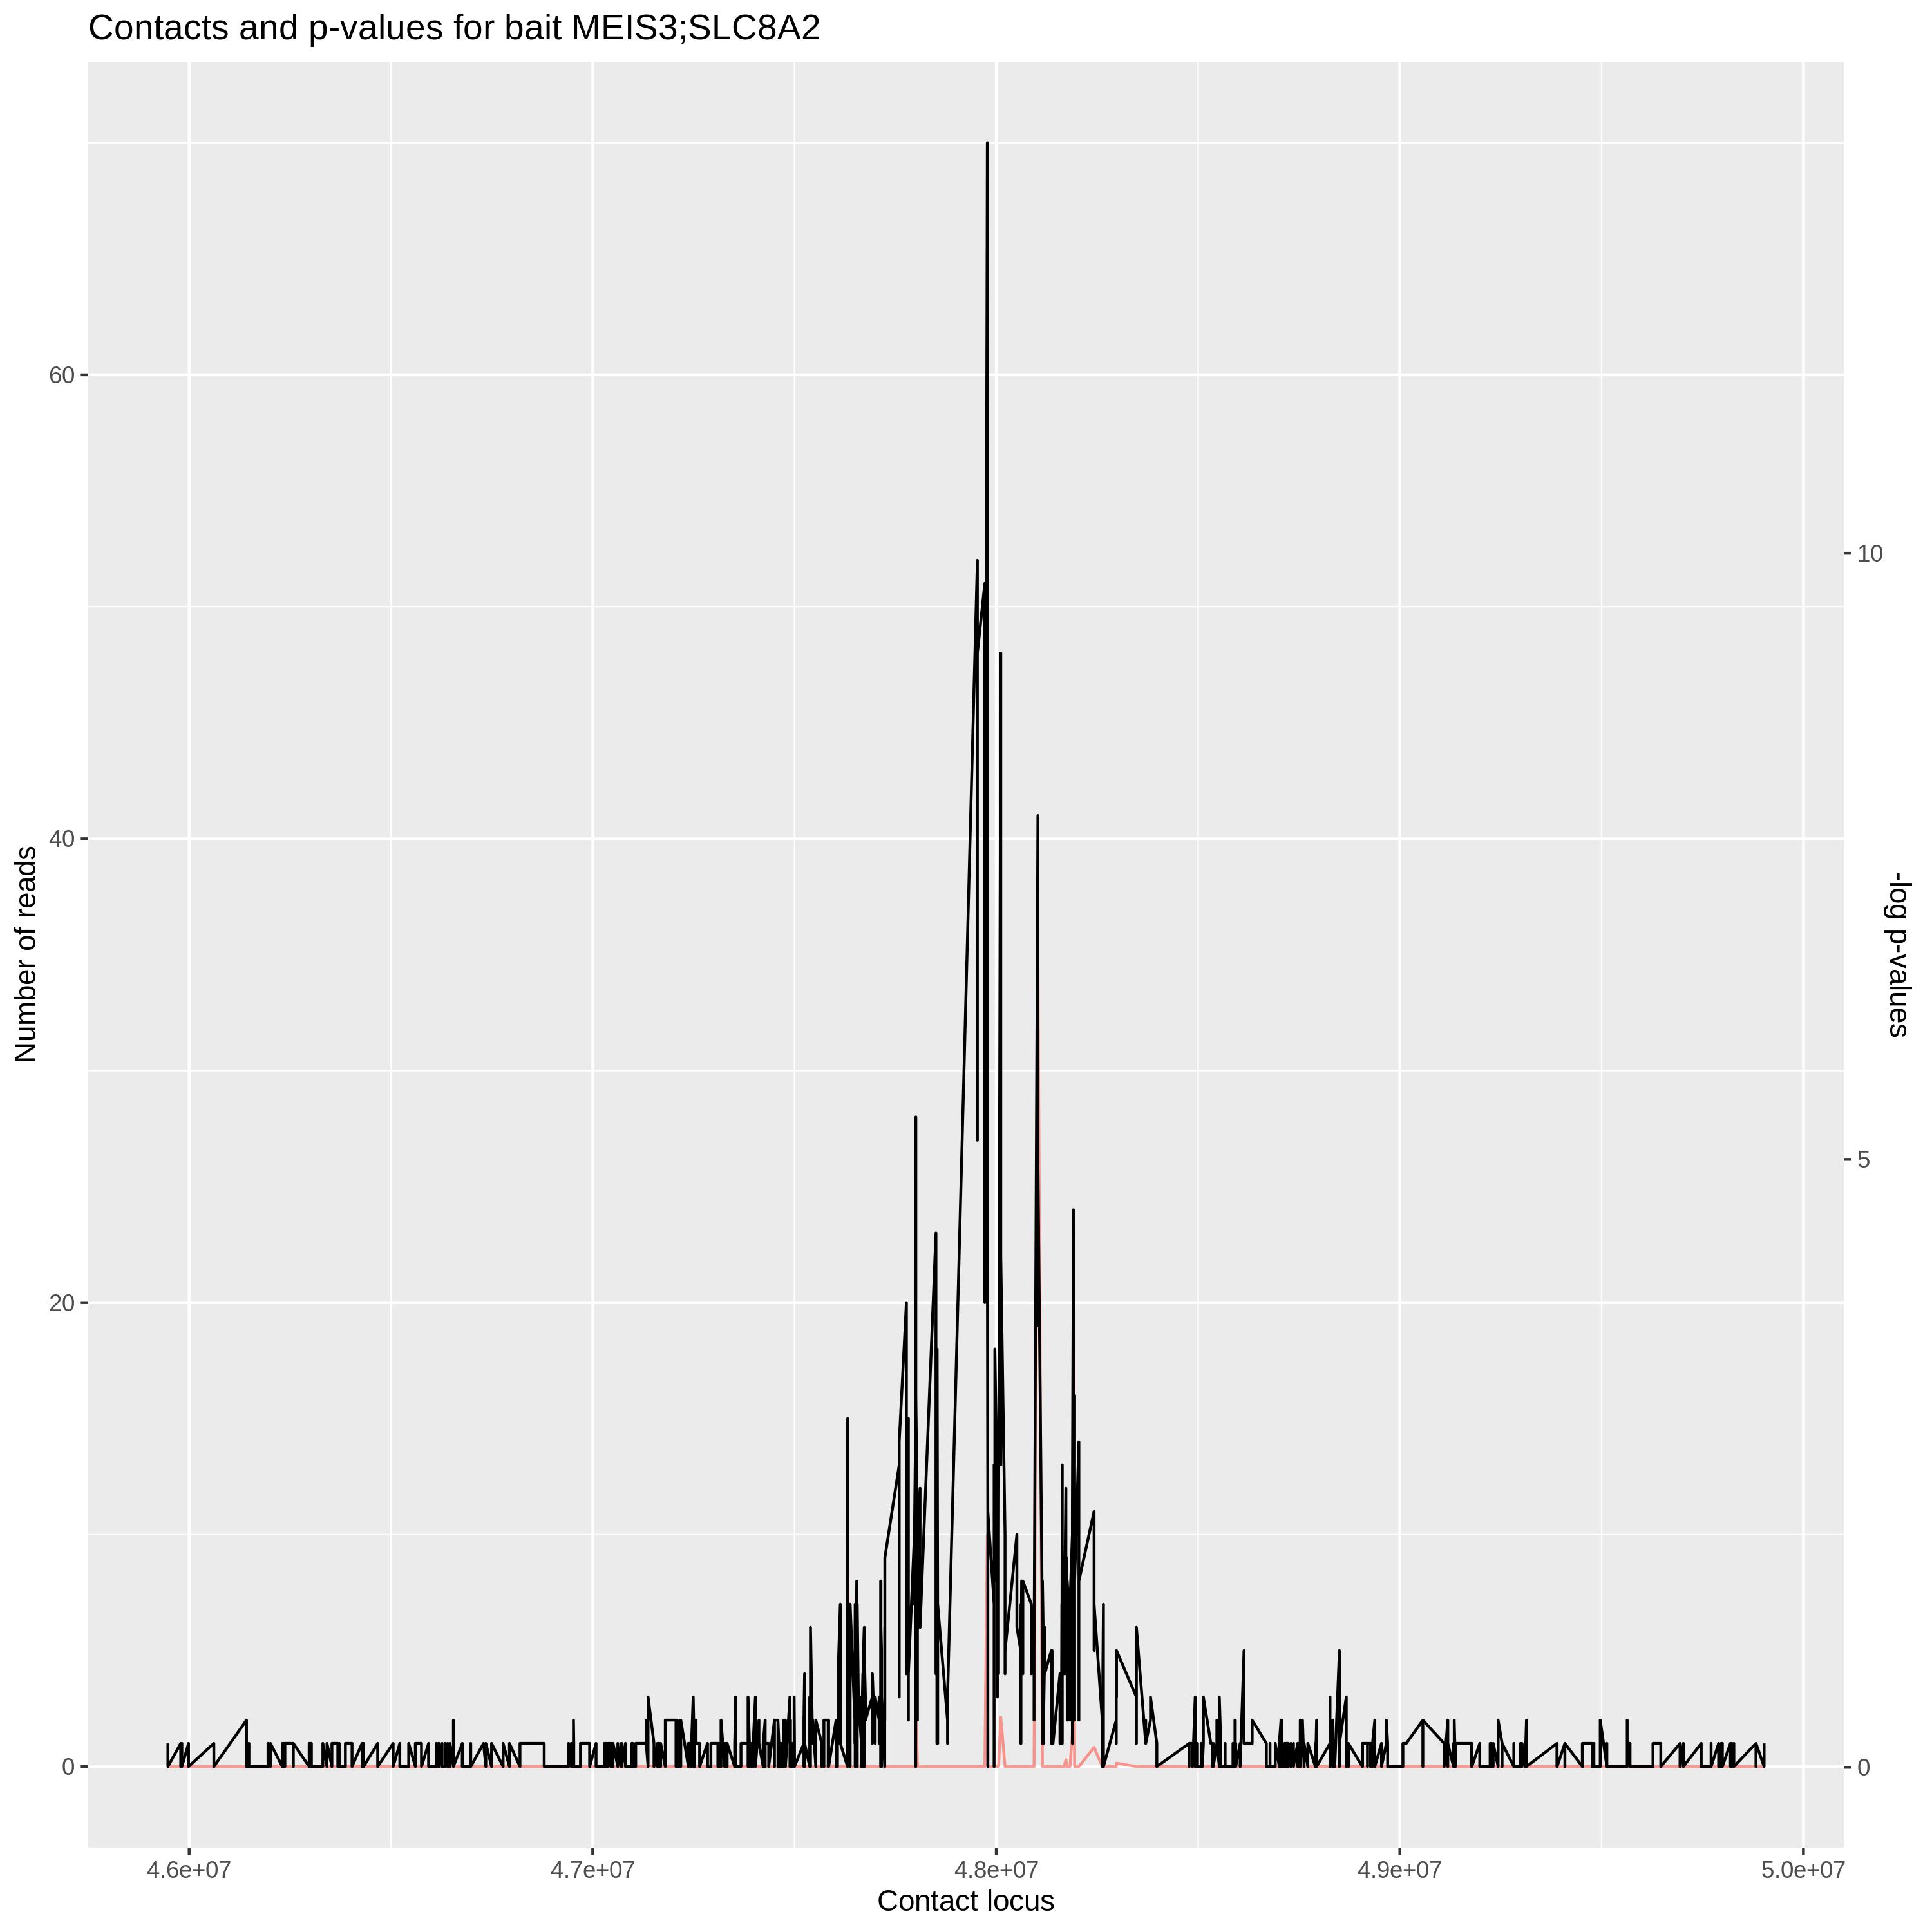 Contacts and p-values for bait MEIS3;SLC8A2
Number of reads
60
40
20
0
10
5
0
-log p-values
4.6e+07
4.7e+07
4.8e+07
4.9e+07
5.0e+07
Contact locus